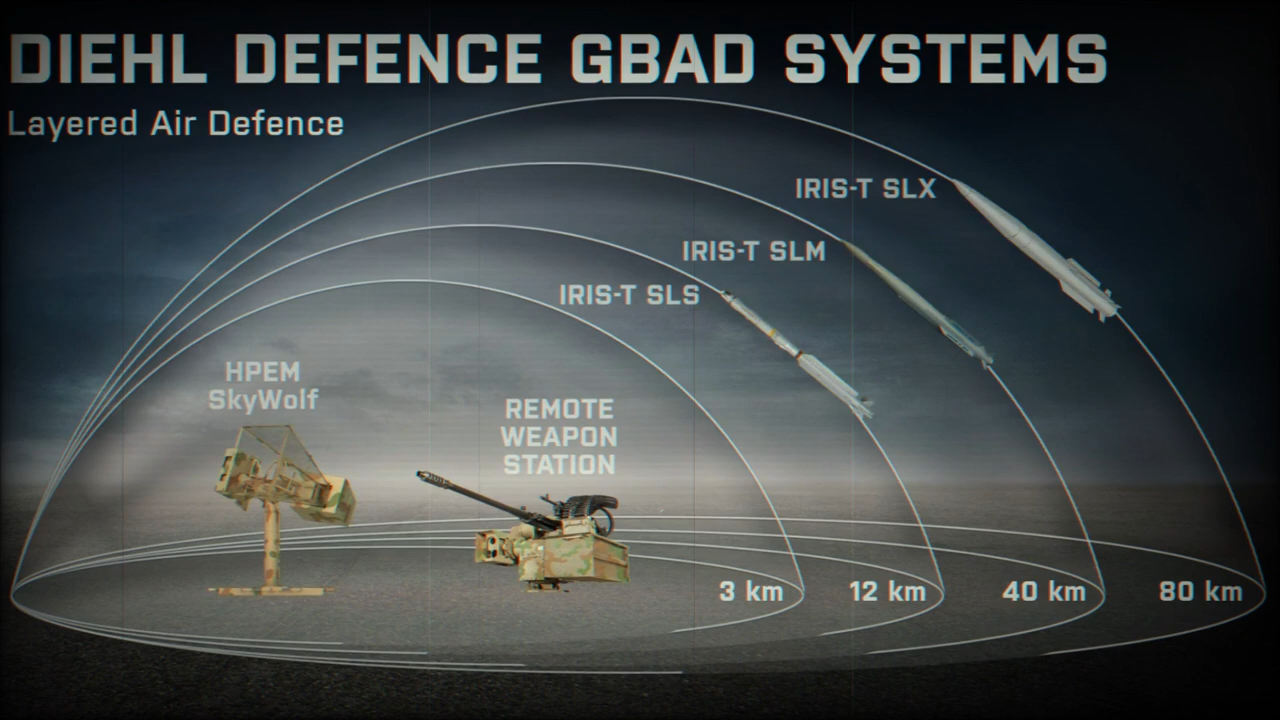 DIEHL DEFENCE GBAD SYSTEMS
Layered Air Defence
IRIS-T SLX
IRIS-T SLM
IRIS-T SLS
HPEM
SkyWolf
REMOTE
WEAPON
STATION
3 km
12 km
40 km
80 km